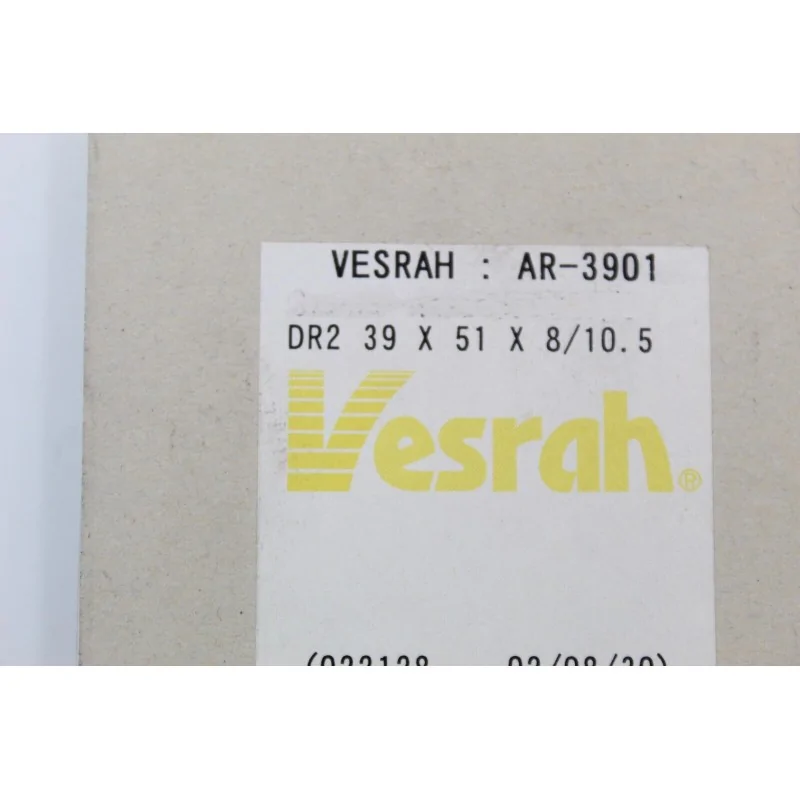 VESRAH : AR-3901
DR2 39 X 51 X 8/10.5
Vesrah®